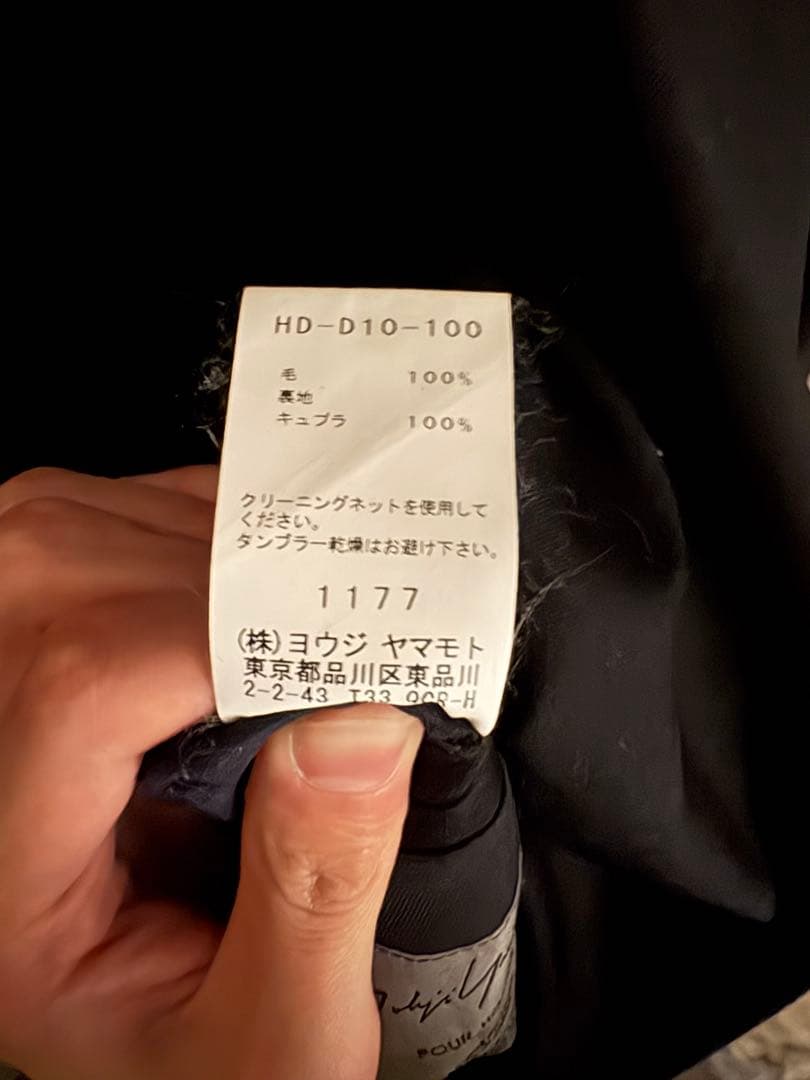 HD-D10-100
毛 100%
裏地
キュプラ 100%
クリーニングネットを使用して
ください。
タンブラー乾燥はお避け下さい。
1177
(株)ヨウジ ヤマモト
東京都品川区東品川
2-2-43
POUR